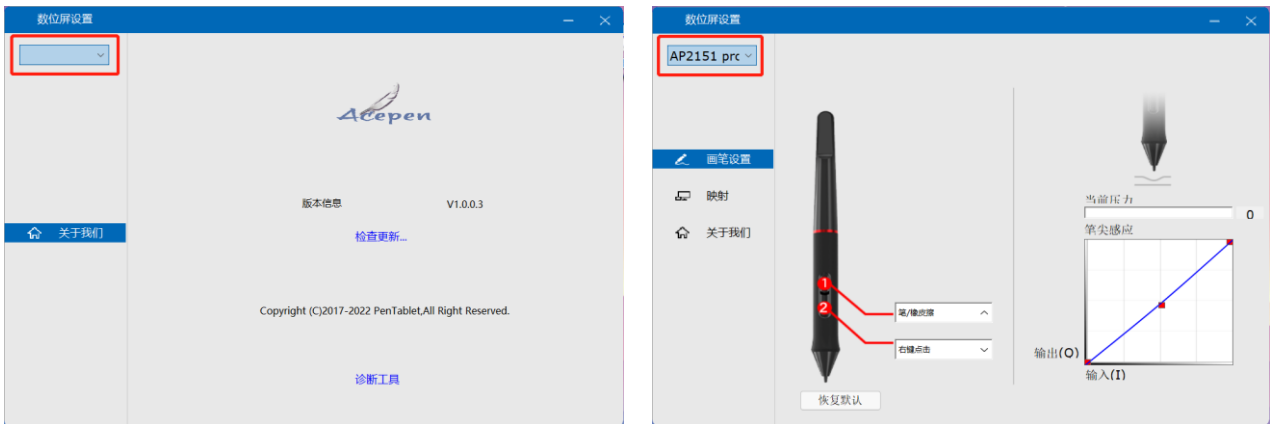 数位屏设置
Acepen
版本信息 V1.0.0.3
关于我们
检查更新...
Copyright (C)2017-2022 PenTablet,All Right Reserved.
诊断工具
数位屏设置
AP2151 pro
画笔设置
映射
关于我们
1
2
笔/橡皮擦
右键点击
恢复默认
当前压力
0
笔尖感应
输出(O)
输入(I)